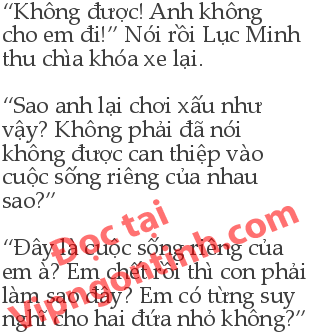 “Không được! Anh không
cho em đi!” Nói rồi Lục Minh
thu chìa khóa xe lại.
“Sao anh lại chơi xấu như
vậy? Không phải đã nói
không được can thiệp vào
cuộc sống riêng của nhau
sao?”
“Đây là cuộc sống riêng của
em à? Em chết rồi thì con phải
làm sao đây? Em có từng suy
nghĩ cho hai đứa nhỏ không?”
Đọc tại
Vipngontinh.com